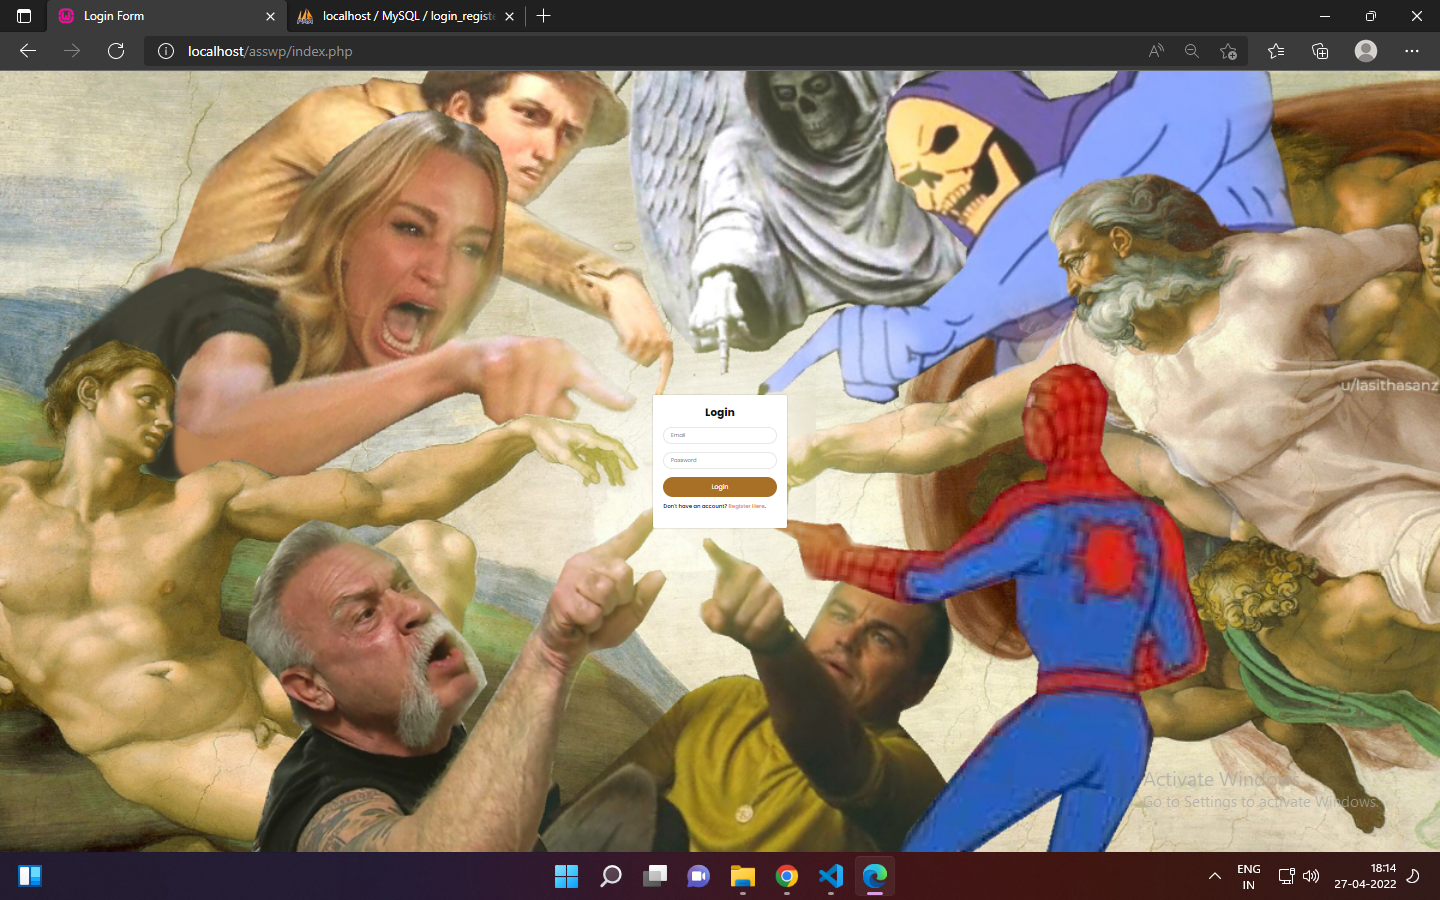 Login Form
localhost / MySQL / login_registe
localhost/asswp/index.php
u/lasithasanz
Login
Email
Password
Login
Don't have an account? Register Here.
Activate Windows
Go to Settings to activate Windows.
ENG
IN
18:14
27-04-2022